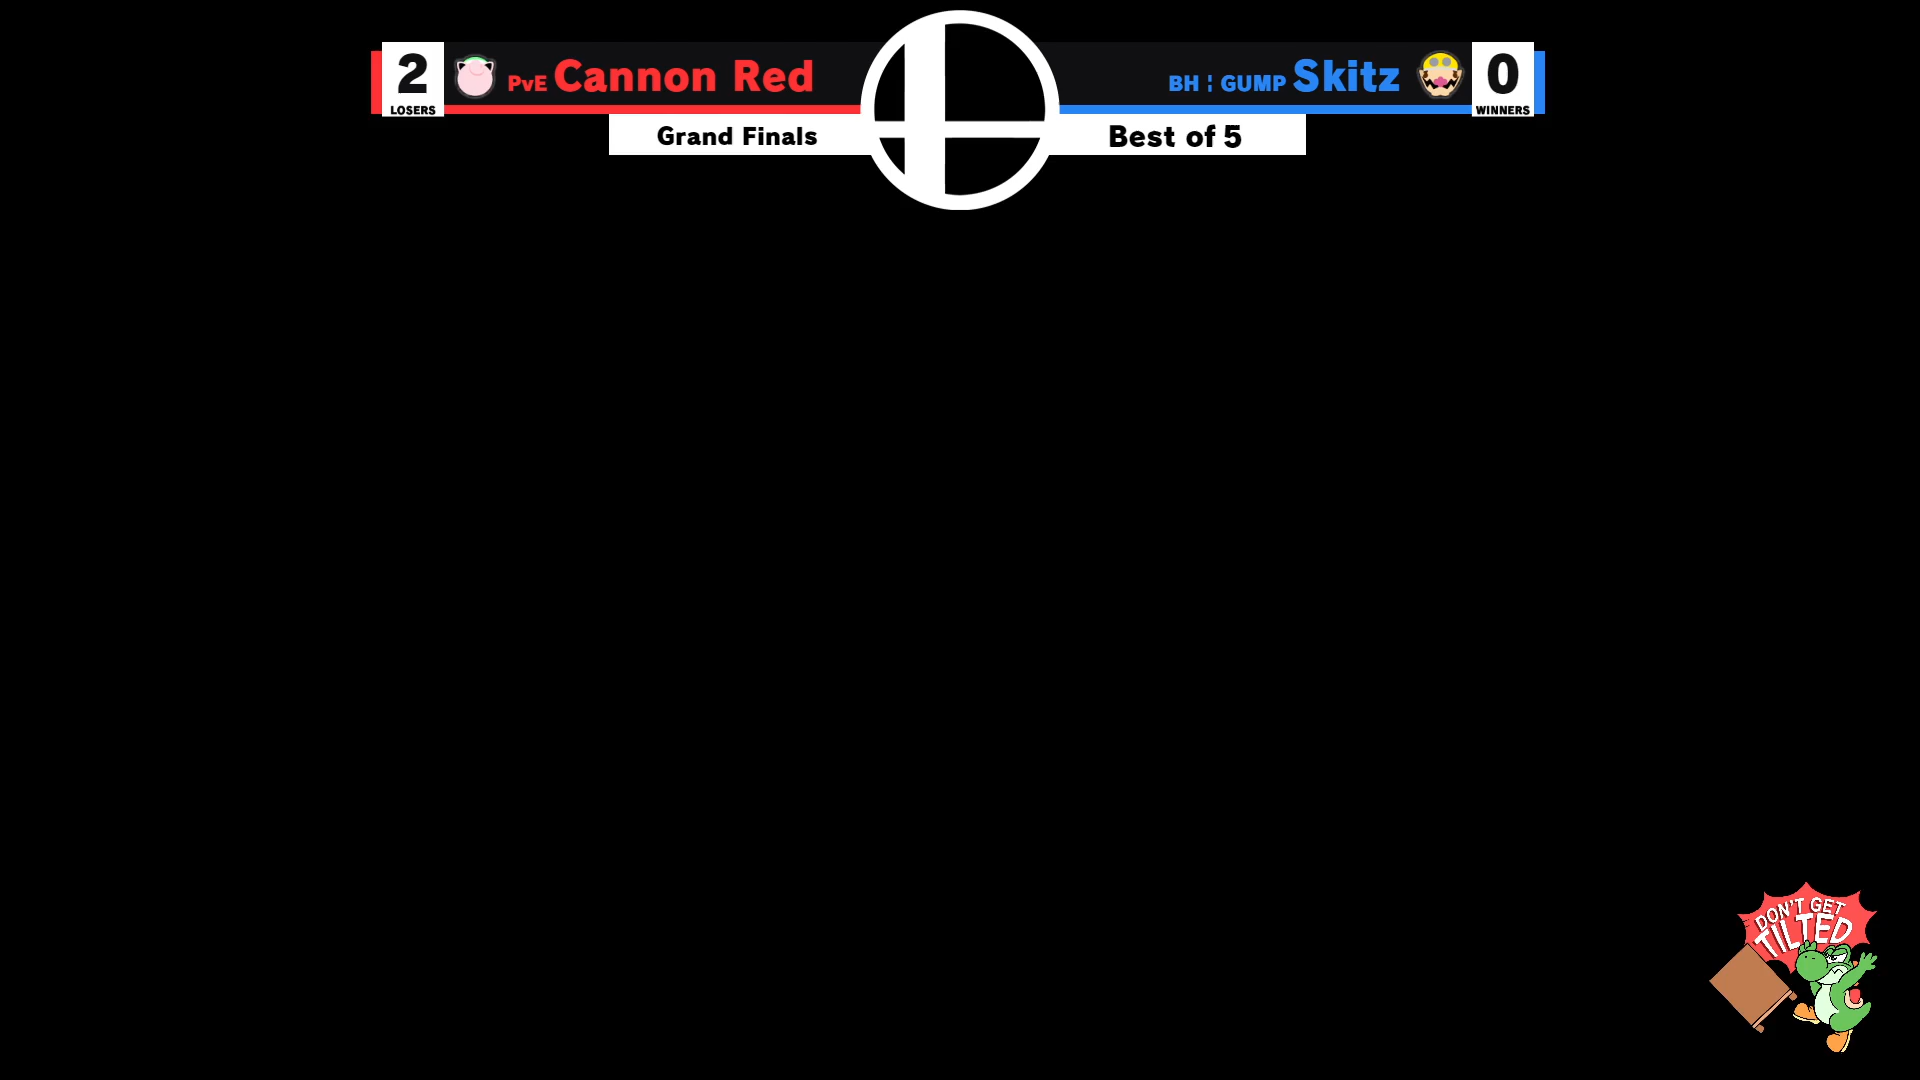 2 PvE Cannon Red
LOSERS
BH ¦ GUMP Skitz 0
WINNERS
Grand Finals
Best of 5
DON'T GET
TILTED